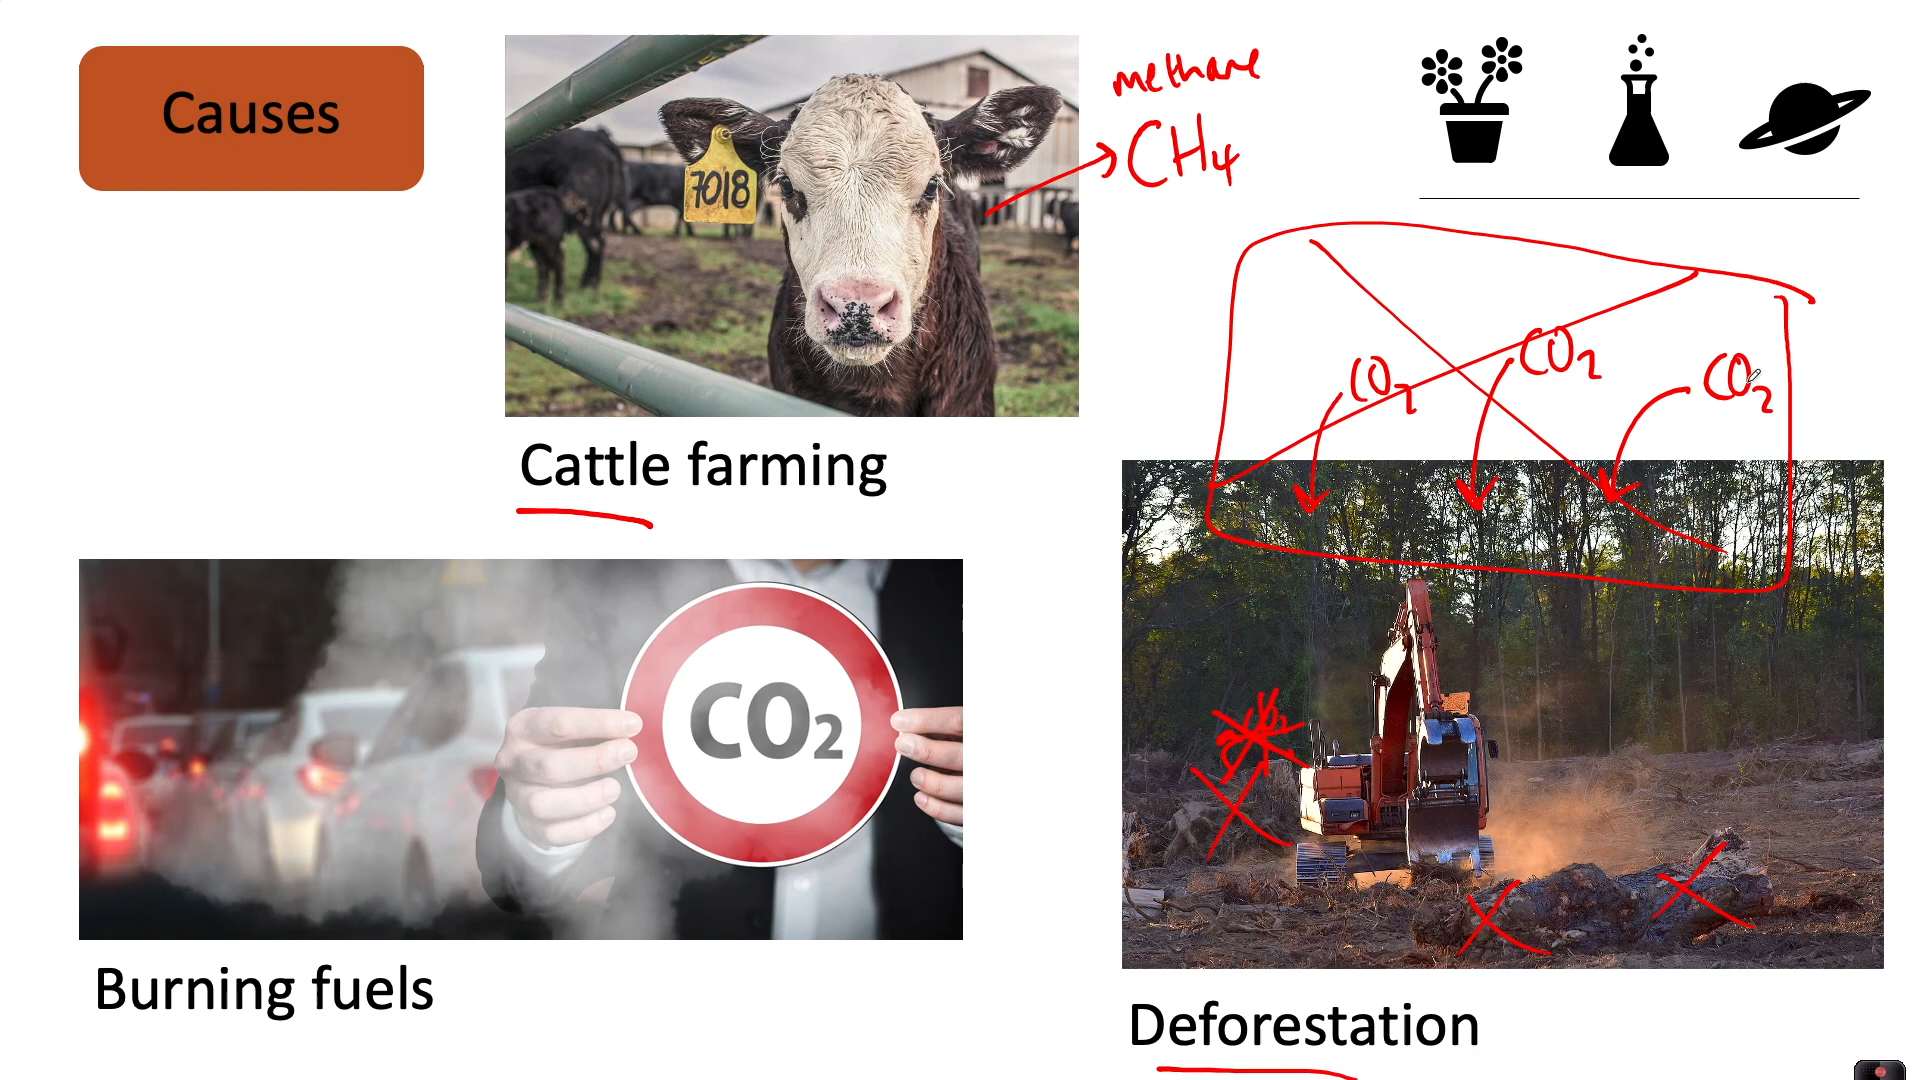 Causes
7018
methane
CH4
Cattle farming
CO2
CO2
CO2
CO2
Burning fuels
Deforestation